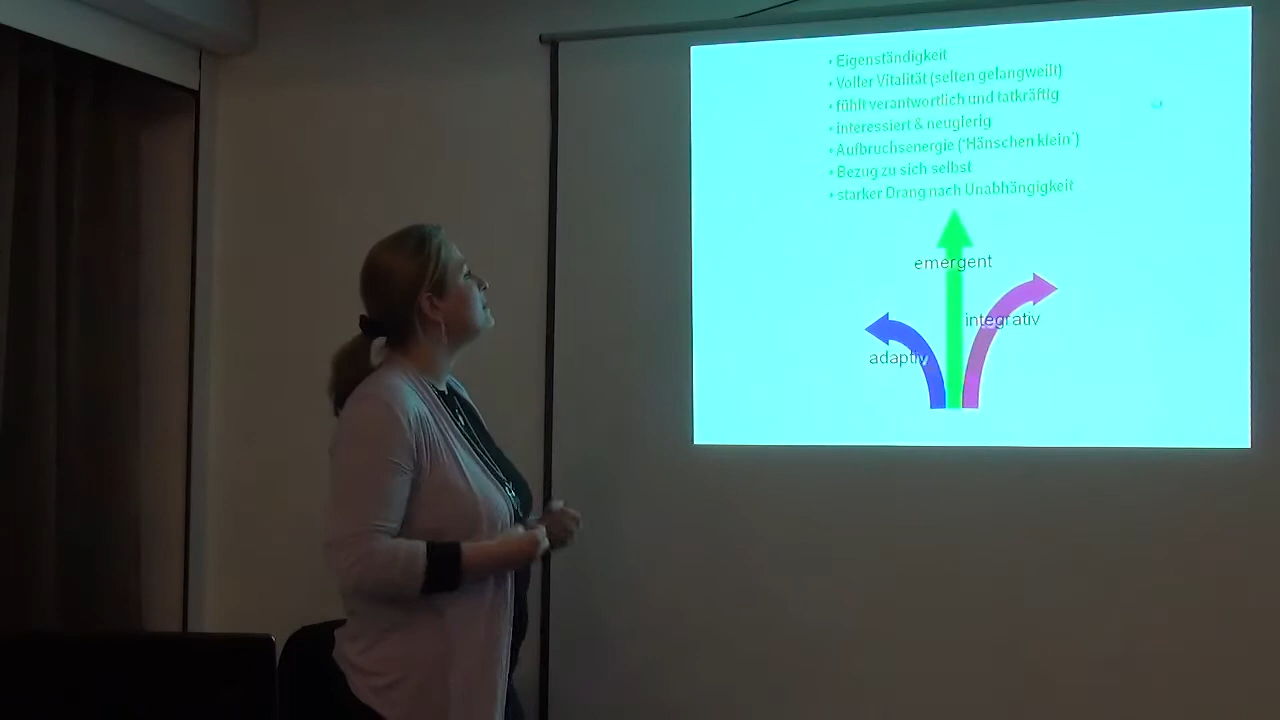 • Eigenständigkeit
• Voller Vitalität (selten gelangweilt)
• fühlt verantwortlich und tatkräftig
• interessiert & neugierig
• Aufbruchsenergie ('Hänschen klein')
• Bezug zu sich selbst
• starker Drang nach Unabhängigkeit
emergent
integrativ
adaptiv